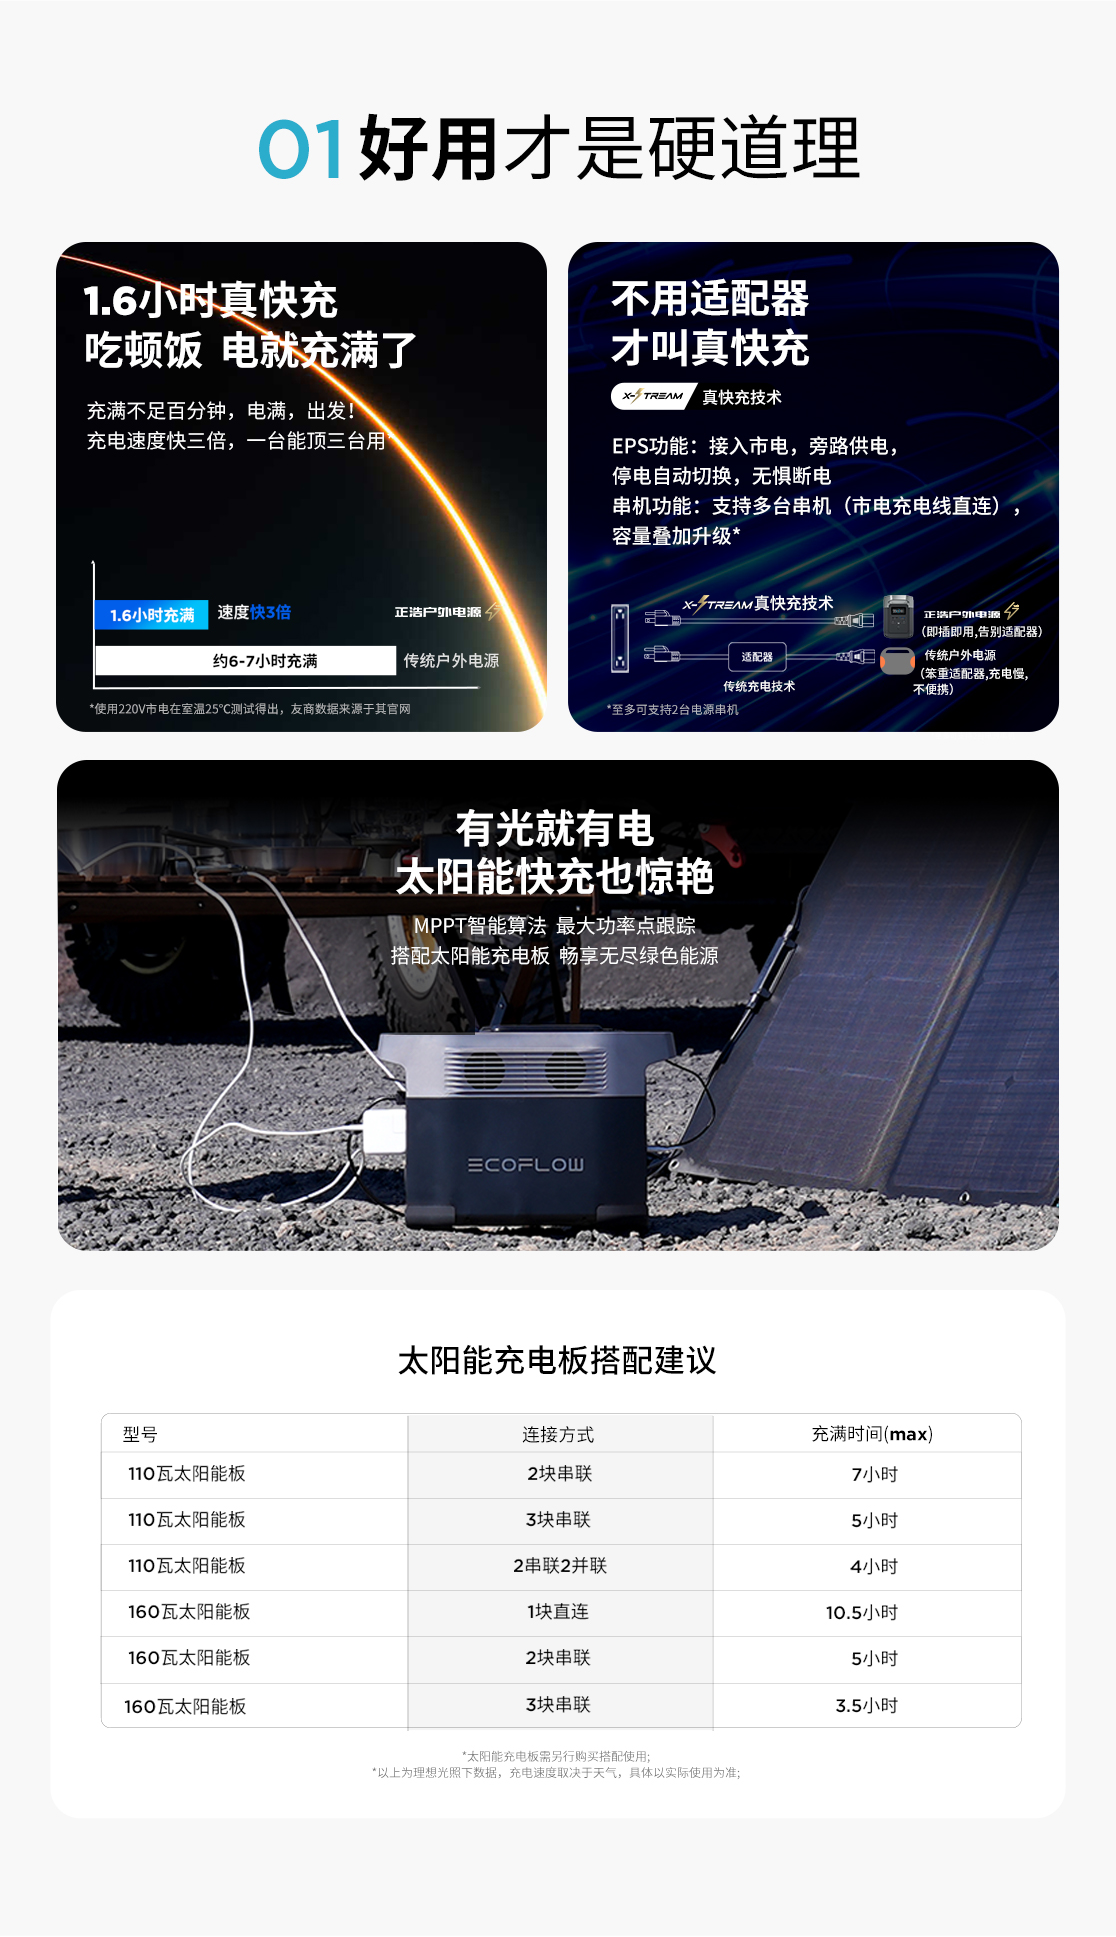 01 好用才是硬道理
1.6小时真快充
吃顿饭 电就充满了
充满不足百分钟，电满，出发！
充电速度快三倍，一台能顶三台用*
1.6小时充满 速度快3倍 正浩户外电源
约6-7小时充满 传统户外电源
*使用220V市电在室温25℃测试得出，友商数据来源于其官网
不用适配器
才叫真快充
X-STREAM 真快充技术
EPS功能：接入市电，旁路供电，
停电自动切换，无惧断电
串机功能：支持多台串机（市电充电线直连），
容量叠加升级*
X-STREAM真快充技术
正浩户外电源
（即插即用,告别适配器）
适配器
传统充电技术
传统户外电源
（笨重适配器,充电慢,
不便携）
*至多可支持2台电源串机
有光就有电
太阳能快充也惊艳
MPPT智能算法 最大功率点跟踪
搭配太阳能充电板 畅享无尽绿色能源
ECOFLOW
太阳能充电板搭配建议
型号 连接方式 充满时间(max)
110瓦太阳能板 2块串联 7小时
110瓦太阳能板 3块串联 5小时
110瓦太阳能板 2串联2并联 4小时
160瓦太阳能板 1块直连 10.5小时
160瓦太阳能板 2块串联 5小时
160瓦太阳能板 3块串联 3.5小时
*太阳能充电板需另行购买搭配使用;
*以上为理想光照下数据，充电速度取决于天气，具体以实际使用为准;